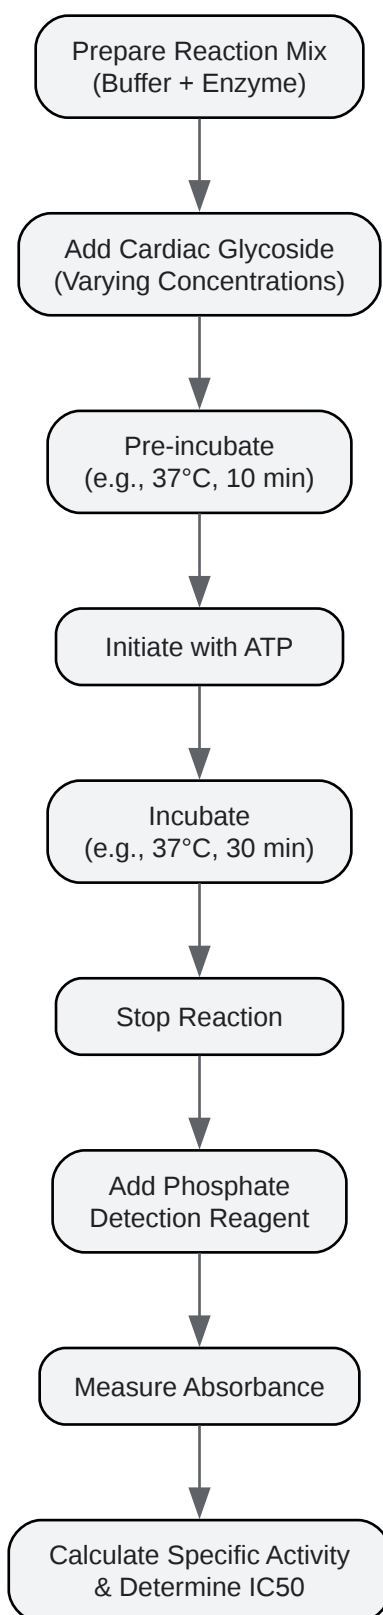 Prepare Reaction Mix
(Buffer + Enzyme)
Add Cardiac Glycoside
(Varying Concentrations)
Pre-incubate
(e.g., 37°C, 10 min)
Initiate with ATP
Incubate
(e.g., 37°C, 30 min)
Stop Reaction
Add Phosphate
Detection Reagent
Measure Absorbance
Calculate Specific Activity
& Determine IC50